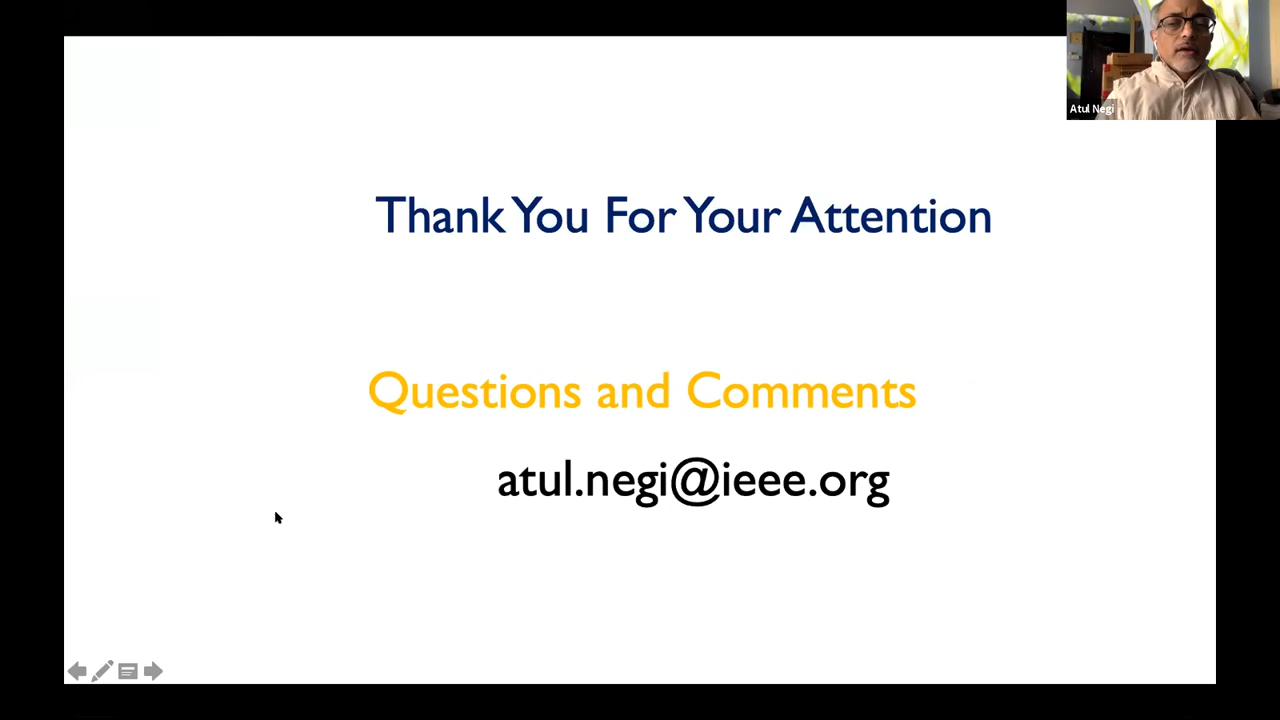 Atul Negi
Thank You For Your Attention
Questions and Comments
atul.negi@ieee.org